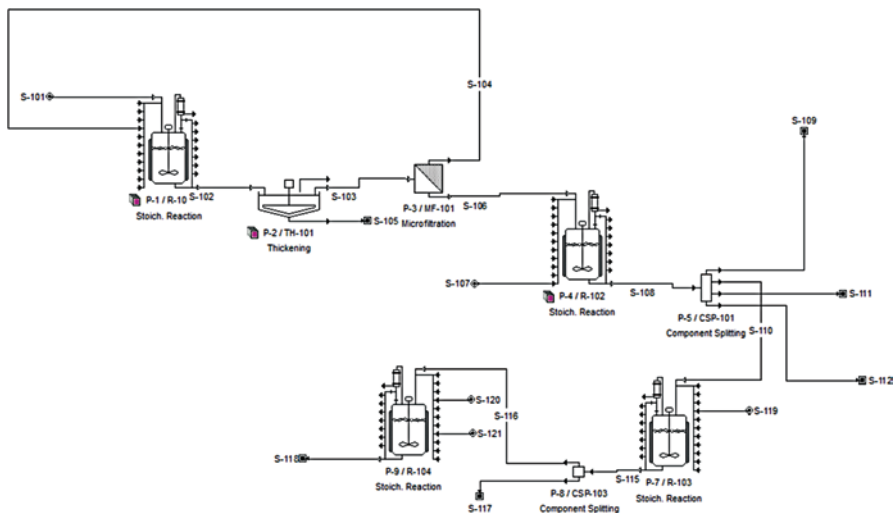 S-104
S-101
S-109
S-102
P-1 / R-10
Stoich. Reaction
S-103
P-3 / MF-101
Microfiltration
S-106
S-105
P-2 / TH-101
Thickening
S-107
S-108
P-4 / R-102
Stoich. Reaction
S-111
P-5 / CSP-101
Component Splitting
S-110
S-112
S-120
S-116
S-119
S-121
S-118
P-9 / R-104
Stoich. Reaction
S-115
P-8 / CSP-103
Component Splitting
P-7 / R-103
Stoich. Reaction
S-117